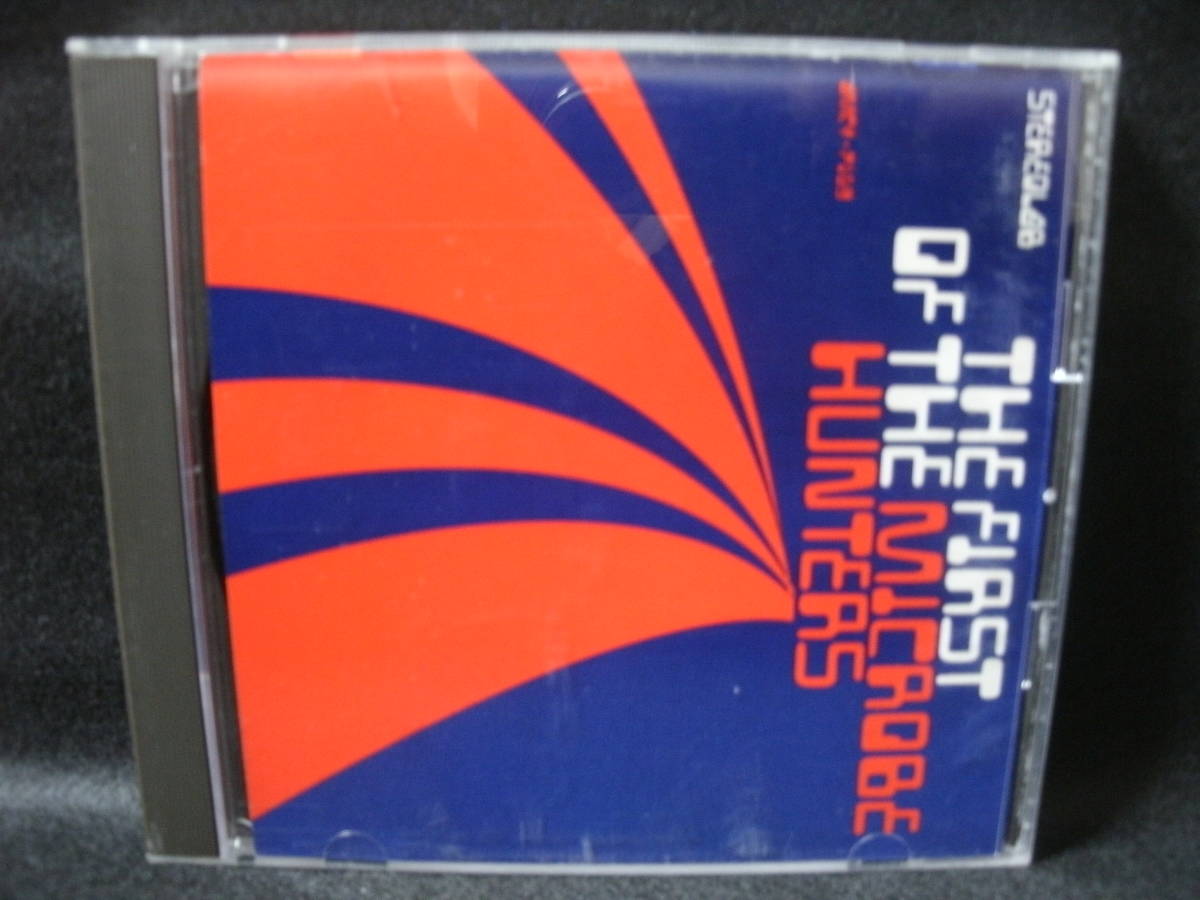 STEREOLAB
THE FIRST
OF THE MICROBE
HUNTERS